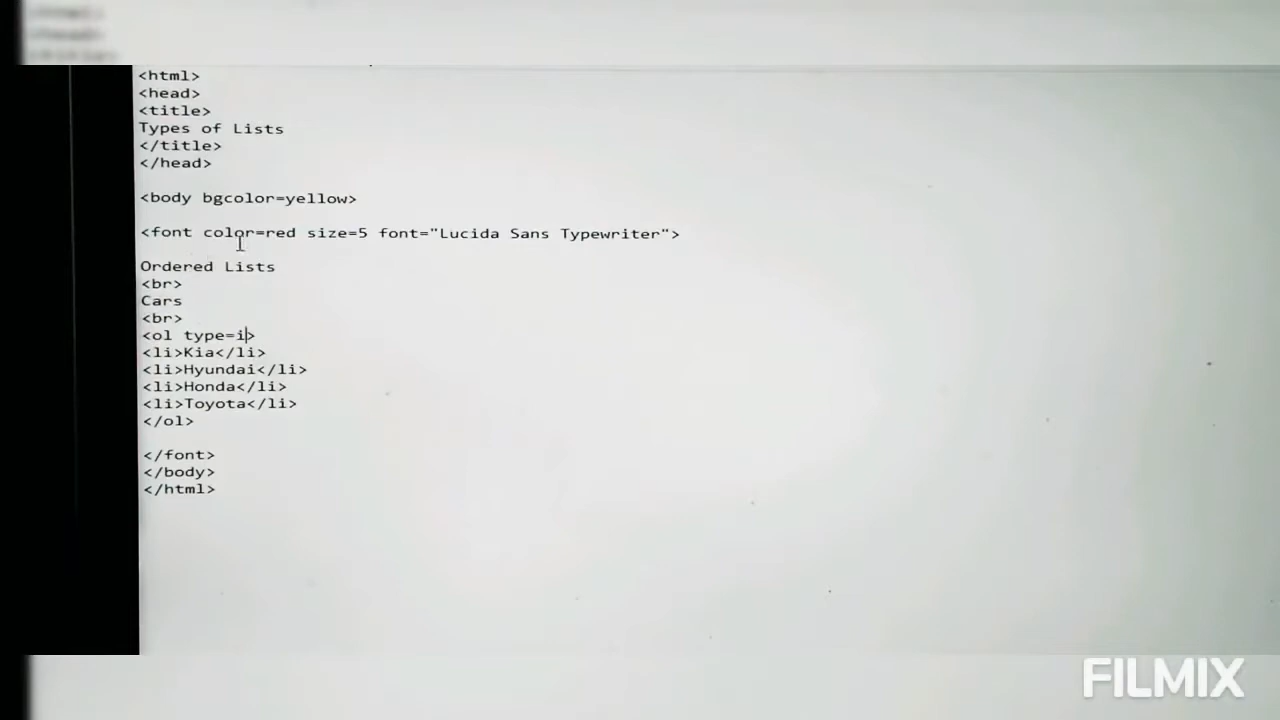 <html>
<head>
<title>
Types of Lists
</title>
</head>
<body bgcolor=yellow>
<font color=red size=5 font="Lucida Sans Typewriter">
Ordered Lists
<br>
Cars
<br>
<ol type=i>
<li>Kia</li>
<li>Hyundai</li>
<li>Honda</li>
<li>Toyota</li>
</ol>
</font>
</body>
</html>
FILMIX